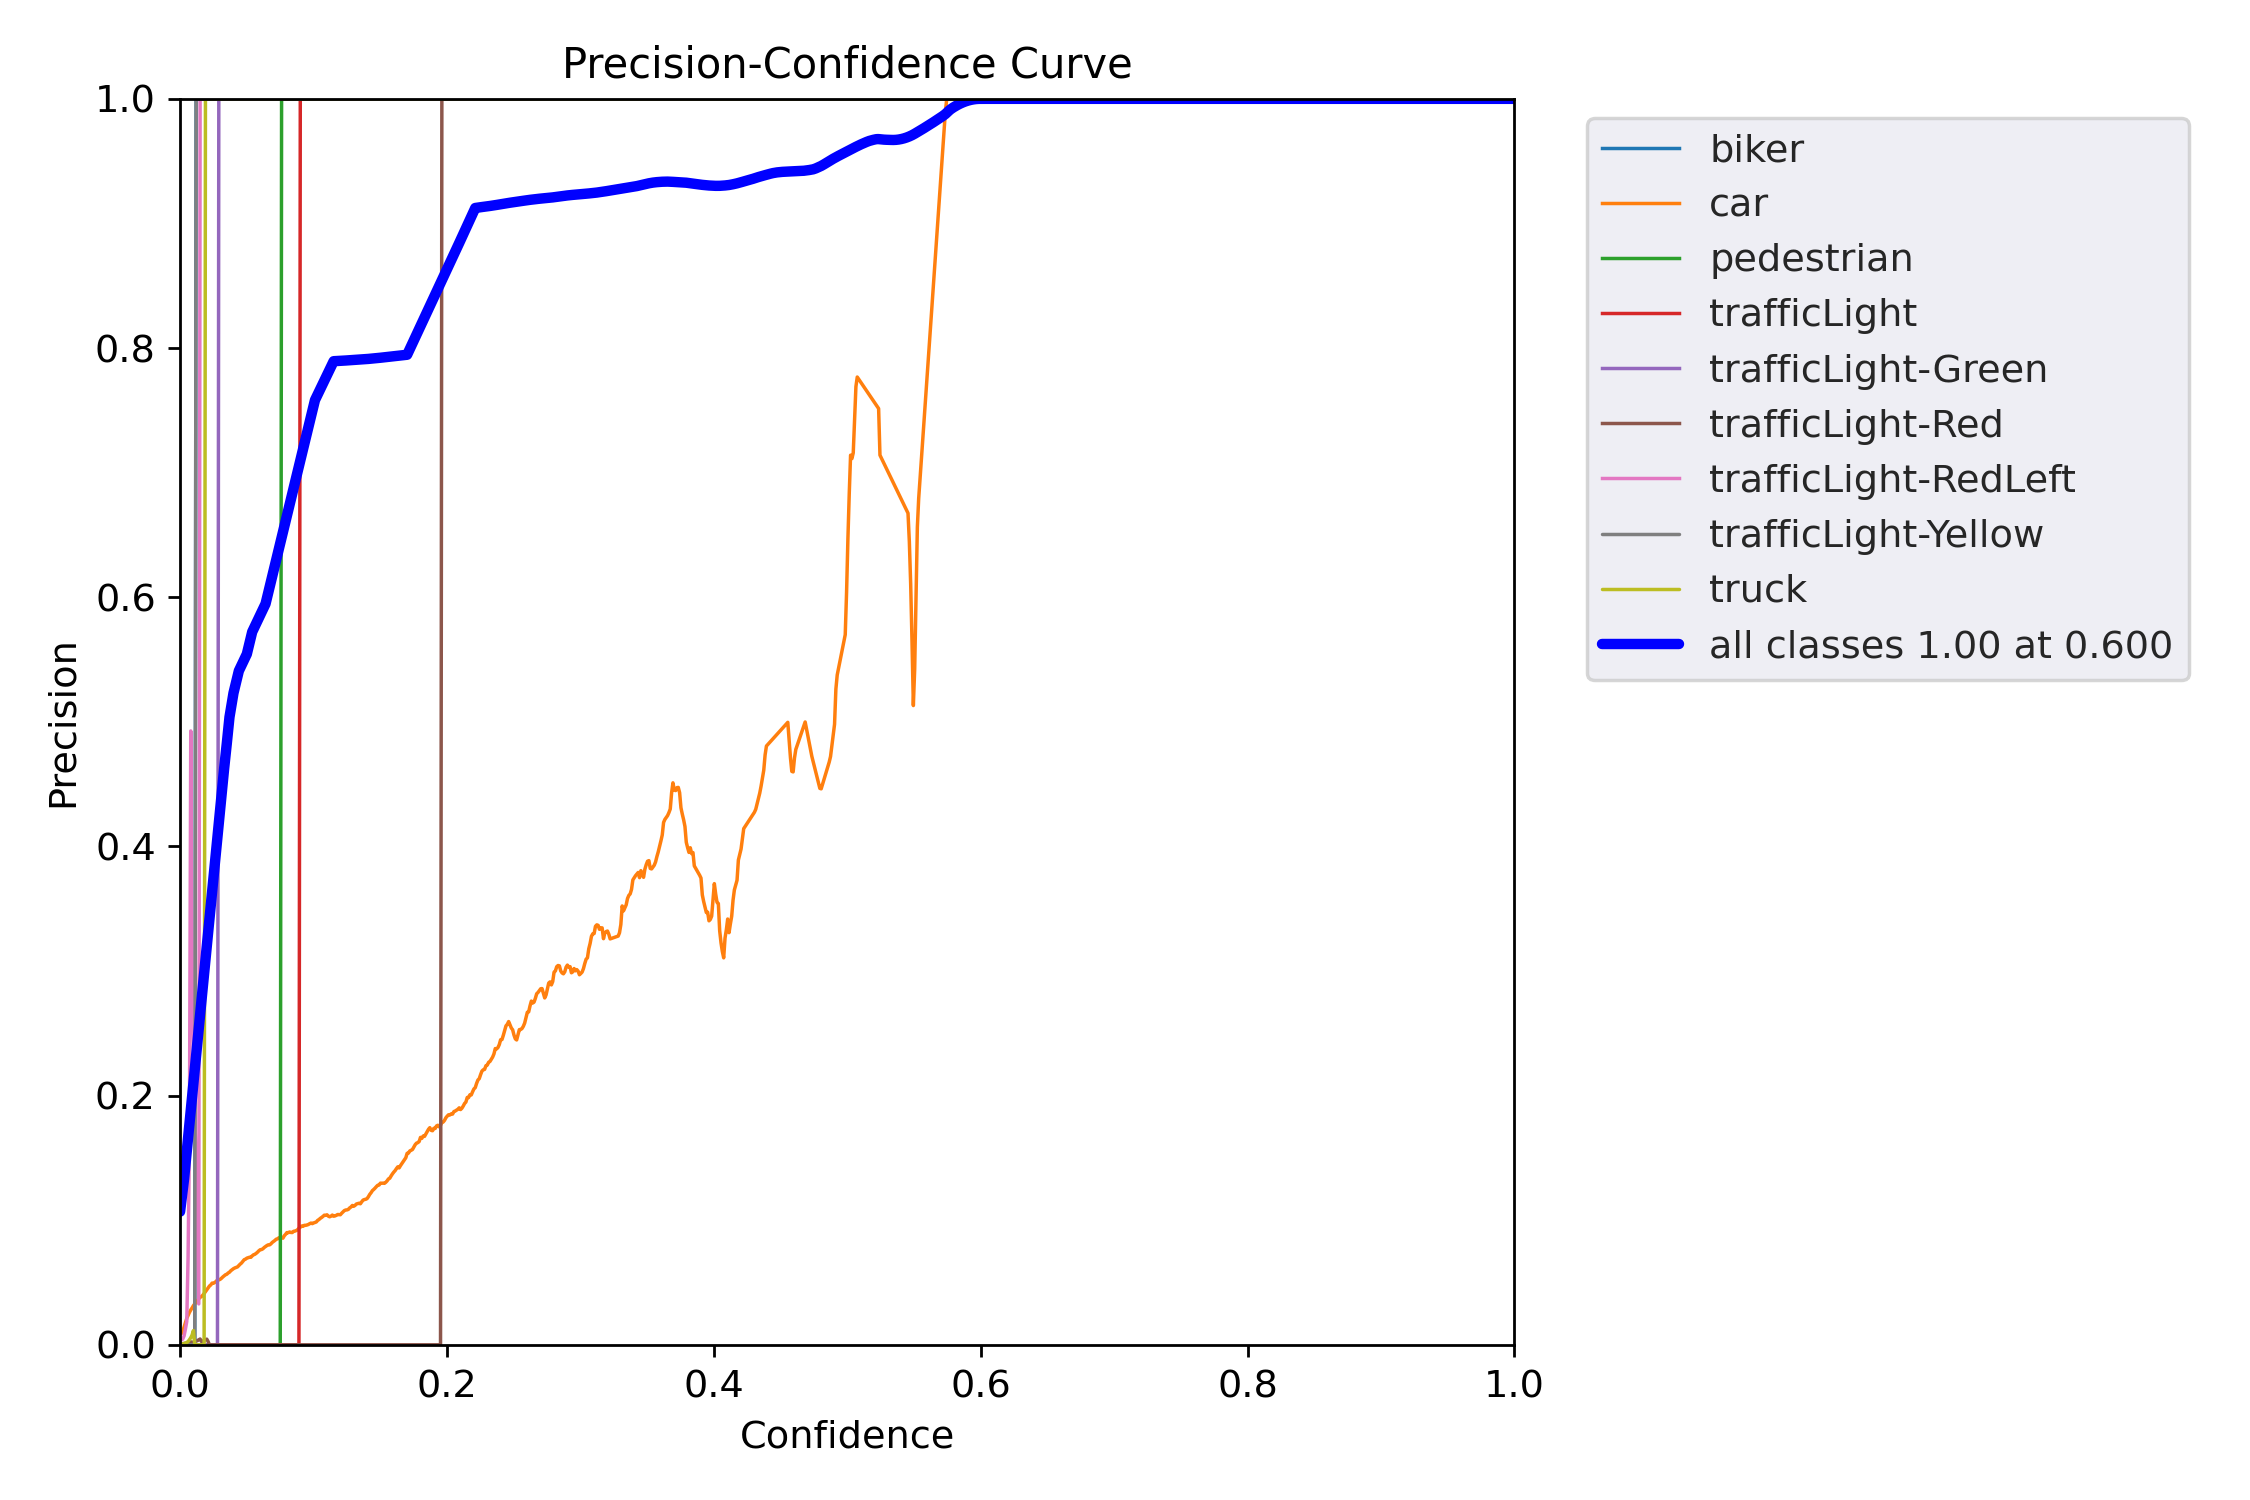 Precision-Confidence Curve
1.0
0.8
0.6
0.4
0.2
0.0
Precision
0.0 0.2 0.4 0.6 0.8 1.0
Confidence
biker
car
pedestrian
trafficLight
trafficLight-Green
trafficLight-Red
trafficLight-RedLeft
trafficLight-Yellow
truck
all classes 1.00 at 0.600